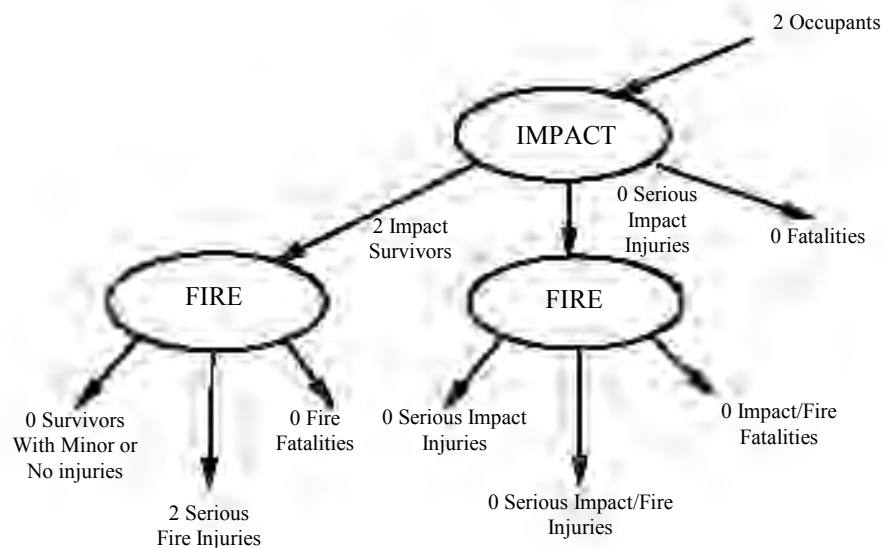 2 Occupants
IMPACT
0 Serious
Impact
Injuries
2 Impact
Survivors
0 Fatalities
FIRE
FIRE
0 Survivors
With Minor or
No injuries
0 Fire
Fatalities
0 Serious Impact
Injuries
0 Impact/Fire
Fatalities
2 Serious
Fire Injuries
0 Serious Impact/Fire
Injuries